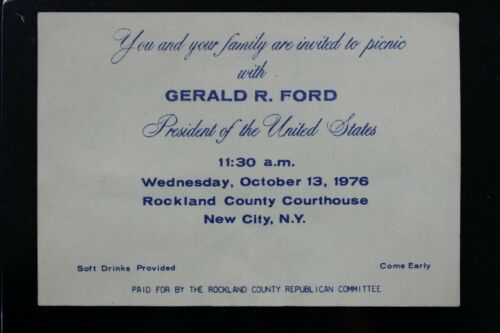 You and your family are invited to picnic
with
GERALD R. FORD
President of the United States
11:30 a.m.
Wednesday, October 13, 1976
Rockland County Courthouse
New City, N.Y.
Soft Drinks Provided
Come Early
PAID FOR BY THE ROCKLAND COUNTY REPUBLICAN COMMITTEE